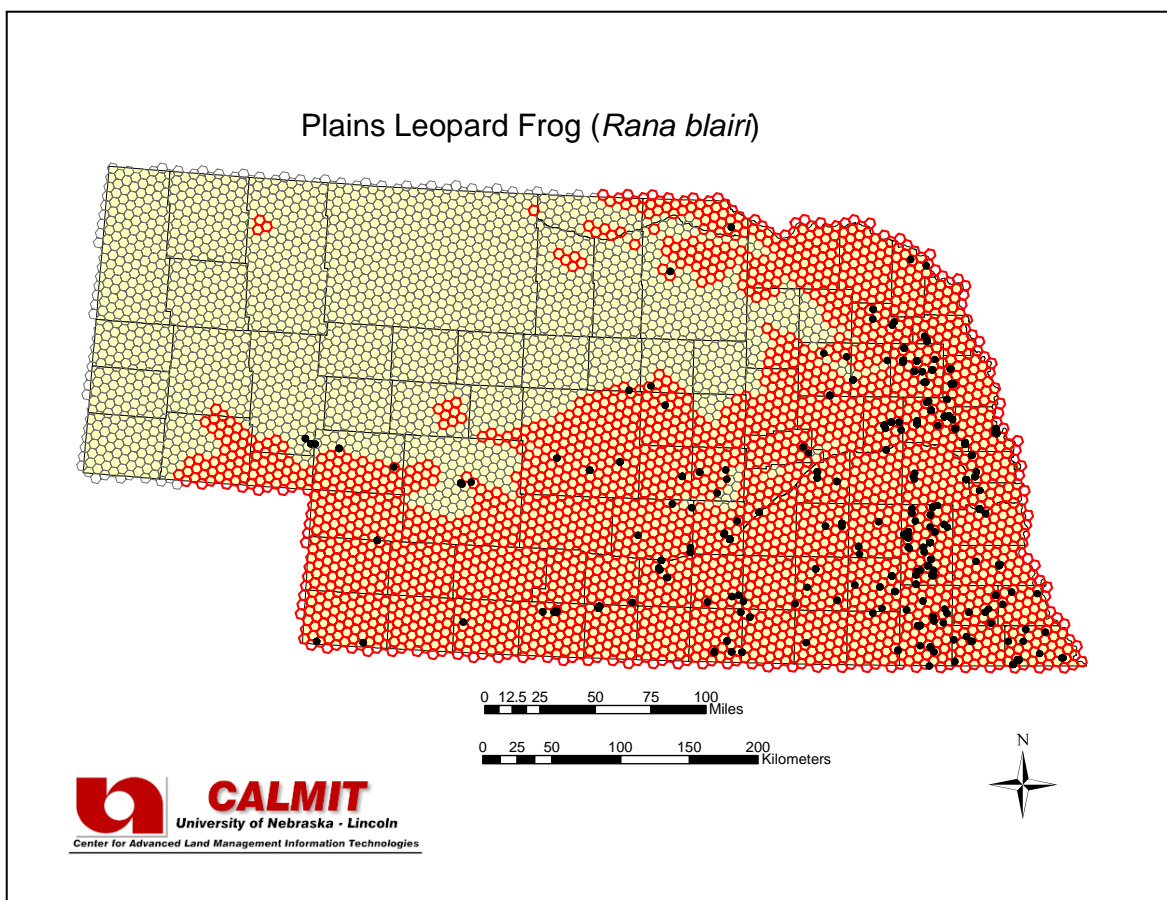 Plains Leopard Frog (Rana blairi)
0 12.5 25 50 75 100
Miles
0 25 50 100 150 200
Kilometers
N
CALMIT
University of Nebraska - Lincoln
Center for Advanced Land Management Information Technologies